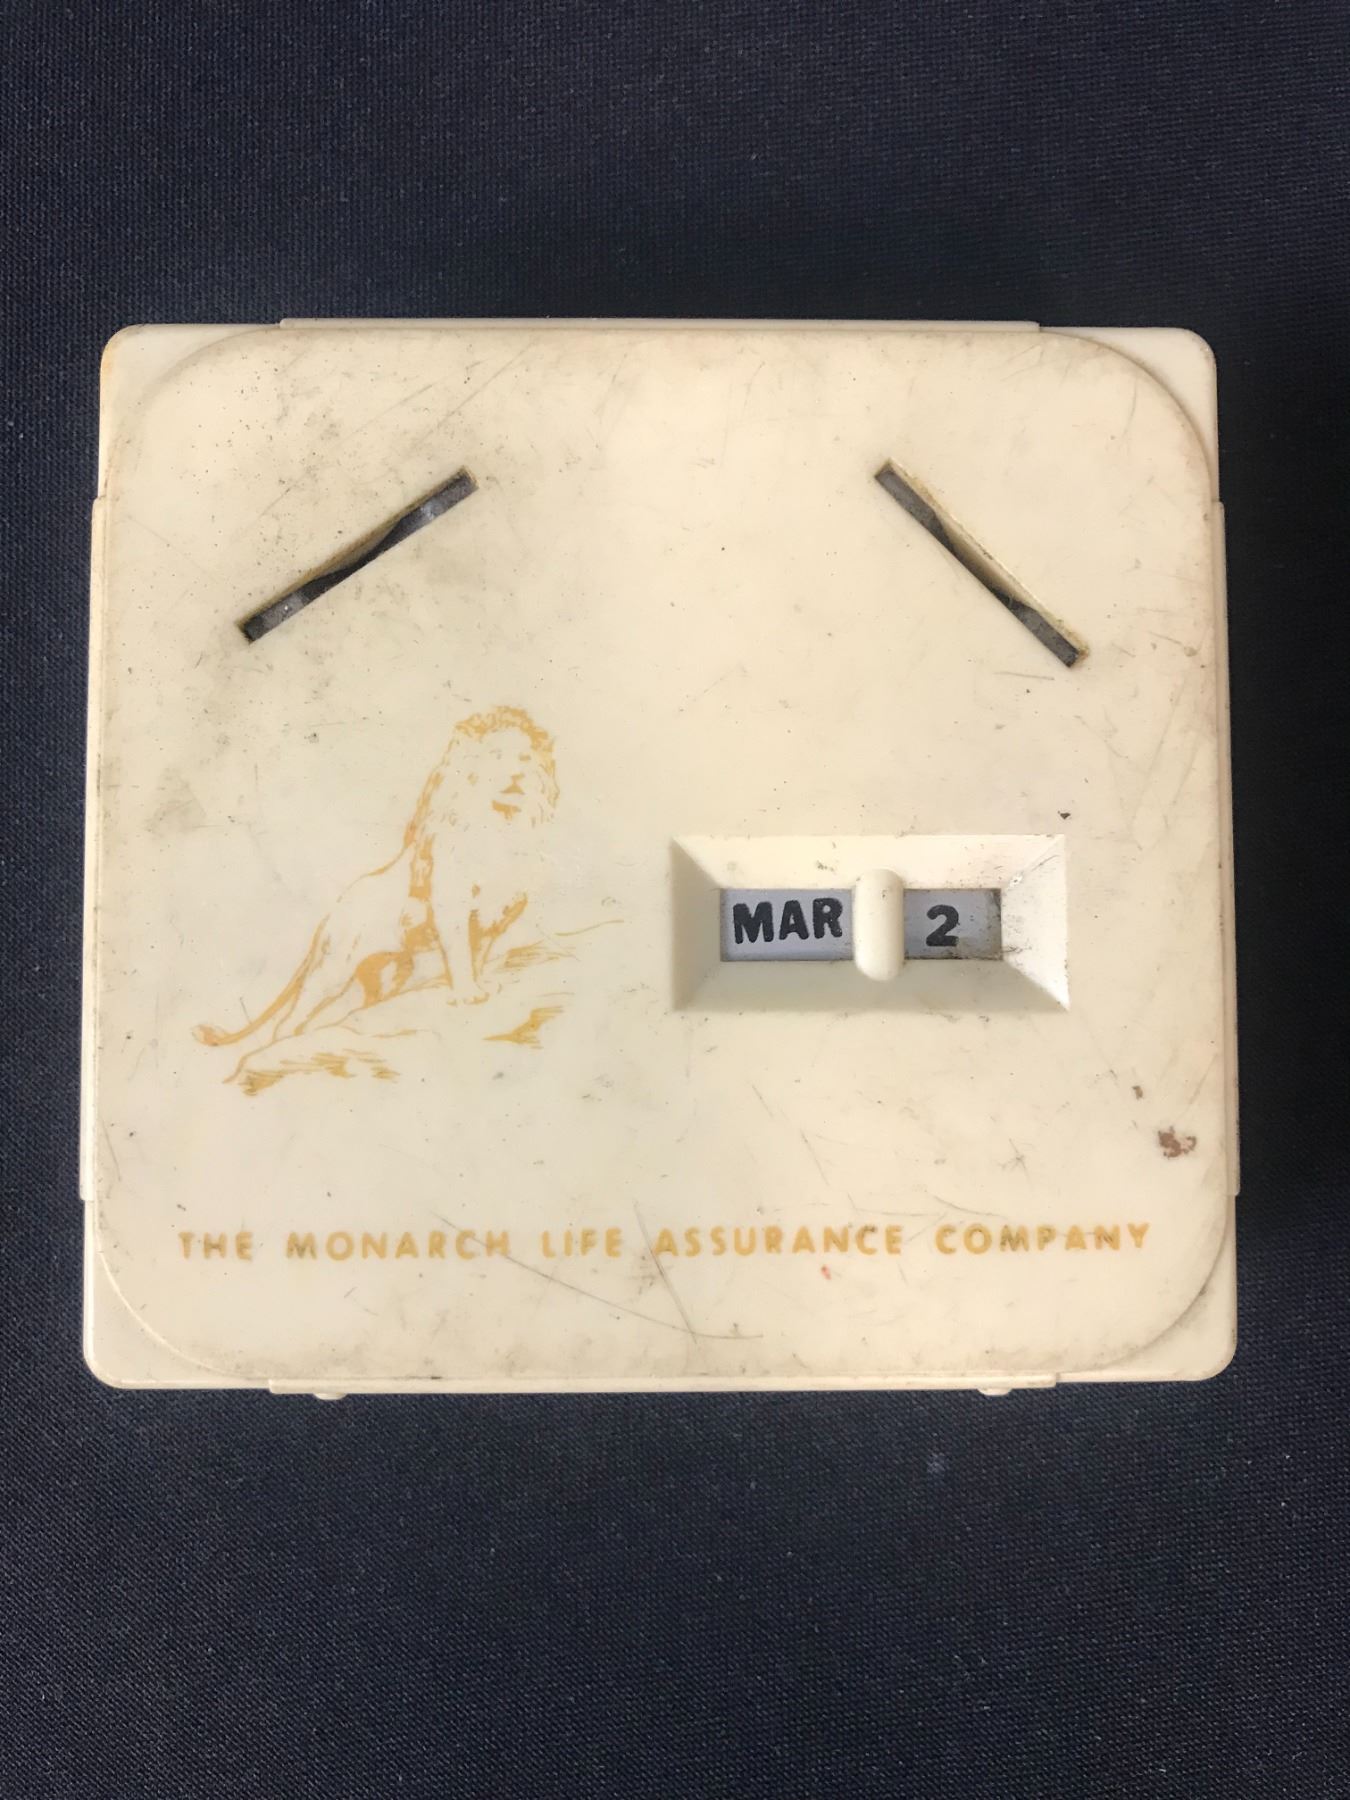 MAR 2
THE MONARCH LIFE ASSURANCE COMPANY